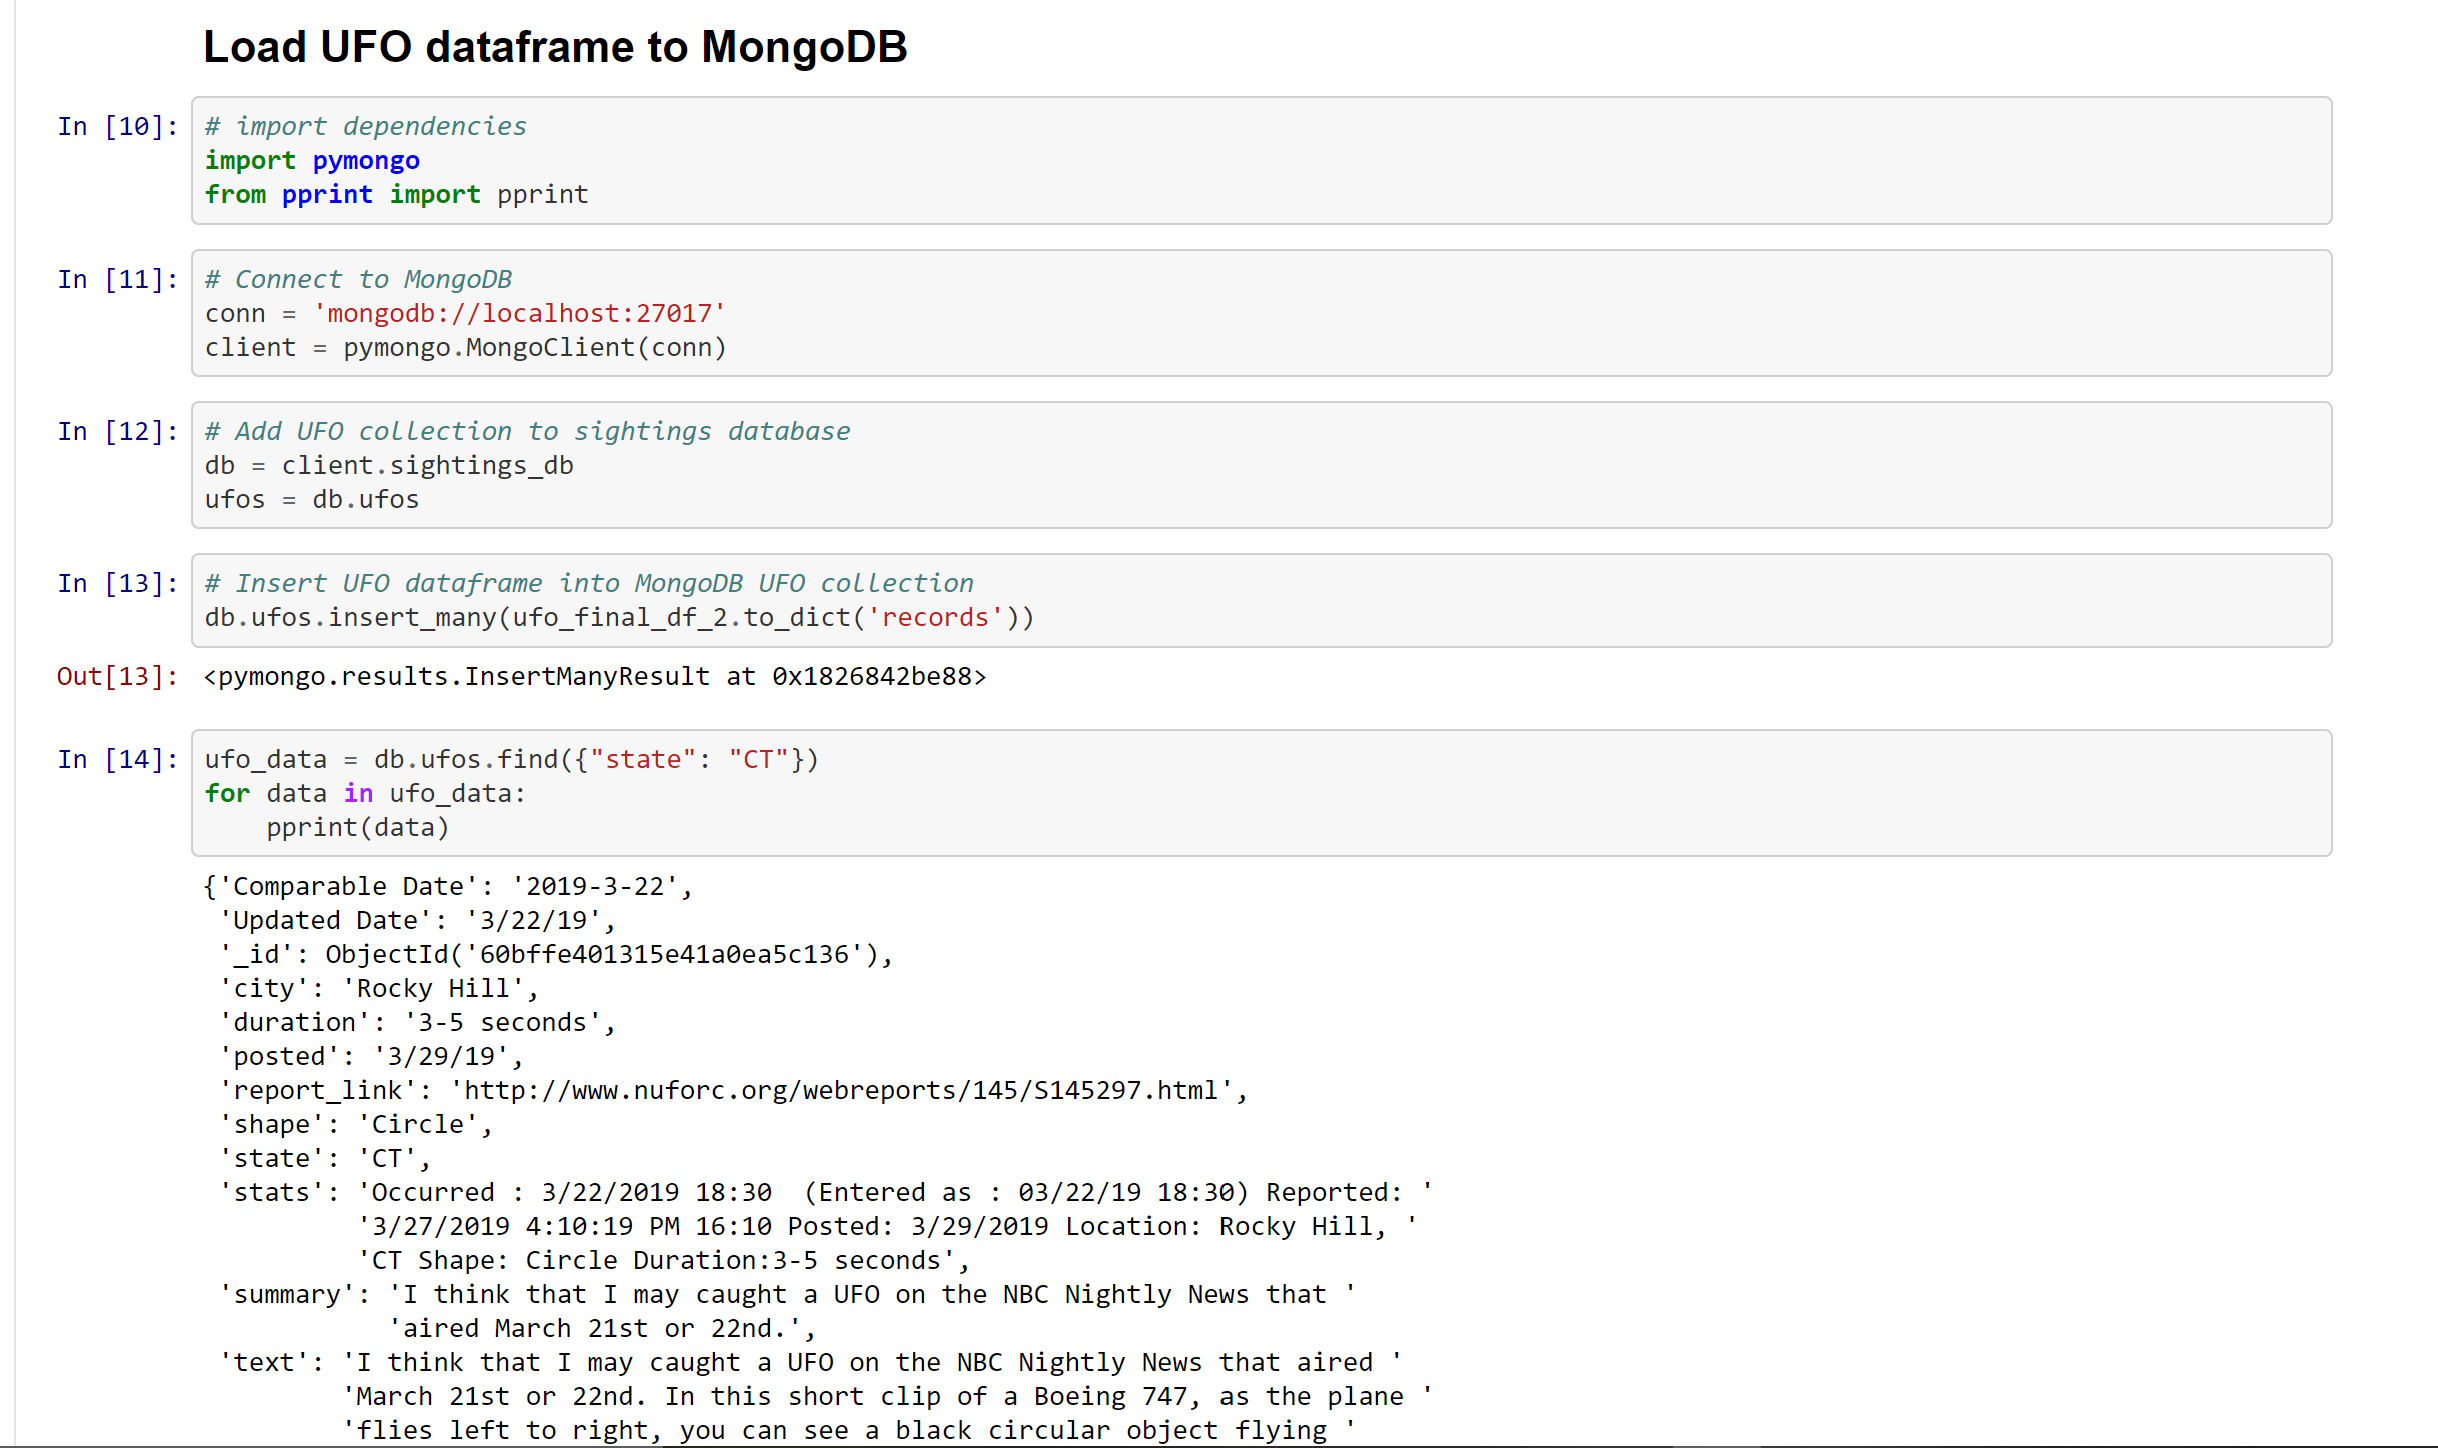 Load UFO dataframe to MongoDB
In [10]:
# import dependencies
import pymongo
from pprint import pprint
In [11]:
# Connect to MongoDB
conn = 'mongodb://localhost:27017'
client = pymongo.MongoClient(conn)
In [12]:
# Add UFO collection to sightings database
db = client.sightings_db
ufos = db.ufos
In [13]:
# Insert UFO dataframe into MongoDB UFO collection
db.ufos.insert_many(ufo_final_df_2.to_dict('records'))
Out[13]: <pymongo.results.InsertManyResult at 0x1826842be88>
In [14]:
ufo_data = db.ufos.find({"state": "CT"})
for data in ufo_data:
    pprint(data)
{'Comparable Date': '2019-3-22',
 'Updated Date': '3/22/19',
 '_id': ObjectId('60bffe401315e41a0ea5c136'),
 'city': 'Rocky Hill',
 'duration': '3-5 seconds',
 'posted': '3/29/19',
 'report_link': 'http://www.nuforc.org/webreports/145/S145297.html',
 'shape': 'Circle',
 'state': 'CT',
 'stats': 'Occurred : 3/22/2019 18:30  (Entered as : 03/22/19 18:30) Reported: '
          '3/27/2019 4:10:19 PM 16:10 Posted: 3/29/2019 Location: Rocky Hill, '
          'CT Shape: Circle Duration:3-5 seconds',
 'summary': 'I think that I may caught a UFO on the NBC Nightly News that '
            'aired March 21st or 22nd.',
 'text': 'I think that I may caught a UFO on the NBC Nightly News that aired '
         'March 21st or 22nd. In this short clip of a Boeing 747, as the plane '
         'flies left to right, you can see a black circular object flying '